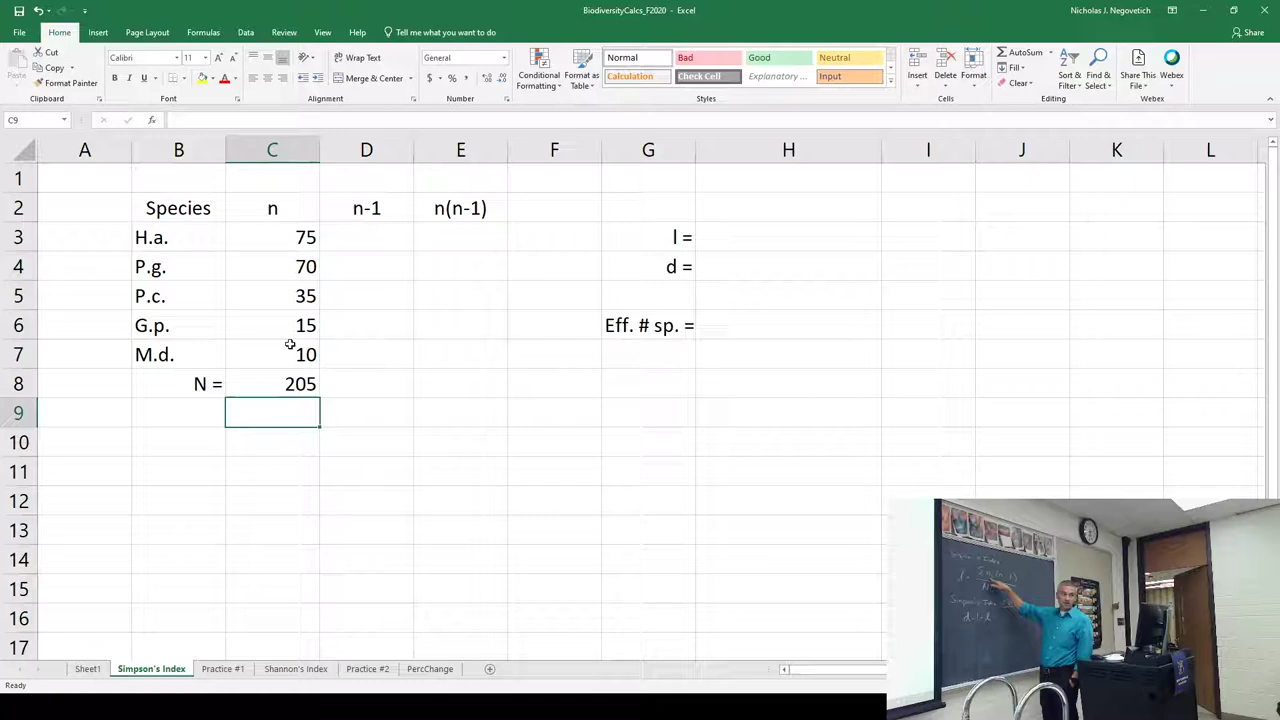 BiodiversityCalcs_F2020 - Excel
Nicholas J. Negovetich
File Home Insert Page Layout Formulas Data Review View Help Tell me what you want to do
Share
Cut
Copy
Format Painter
Paste
Calibri 11
General
Merge & Center
Conditional Formatting
Format as Table
Normal Bad Good Neutral
Calculation Check Cell Explanatory ... Input
Insert Delete Format
AutoSum
Fill
Clear
Sort & Filter
Find & Select
Share This File
Webex
Clipboard Font Alignment Number Styles Cells Editing Webex
C9
A B C D E F G H I J K L
1
2 Species n n-1 n(n-1)
3 H.a. 75 l =
4 P.g. 70 d =
5 P.c. 35
6 G.p. 15 Eff. # sp. =
7 M.d. 10
8 N = 205
9
10
11
12
13
14
15
16
17
Sheet1 Simpson's Index Practice #1 Shannon's Index Practice #2 PercChange
Ready